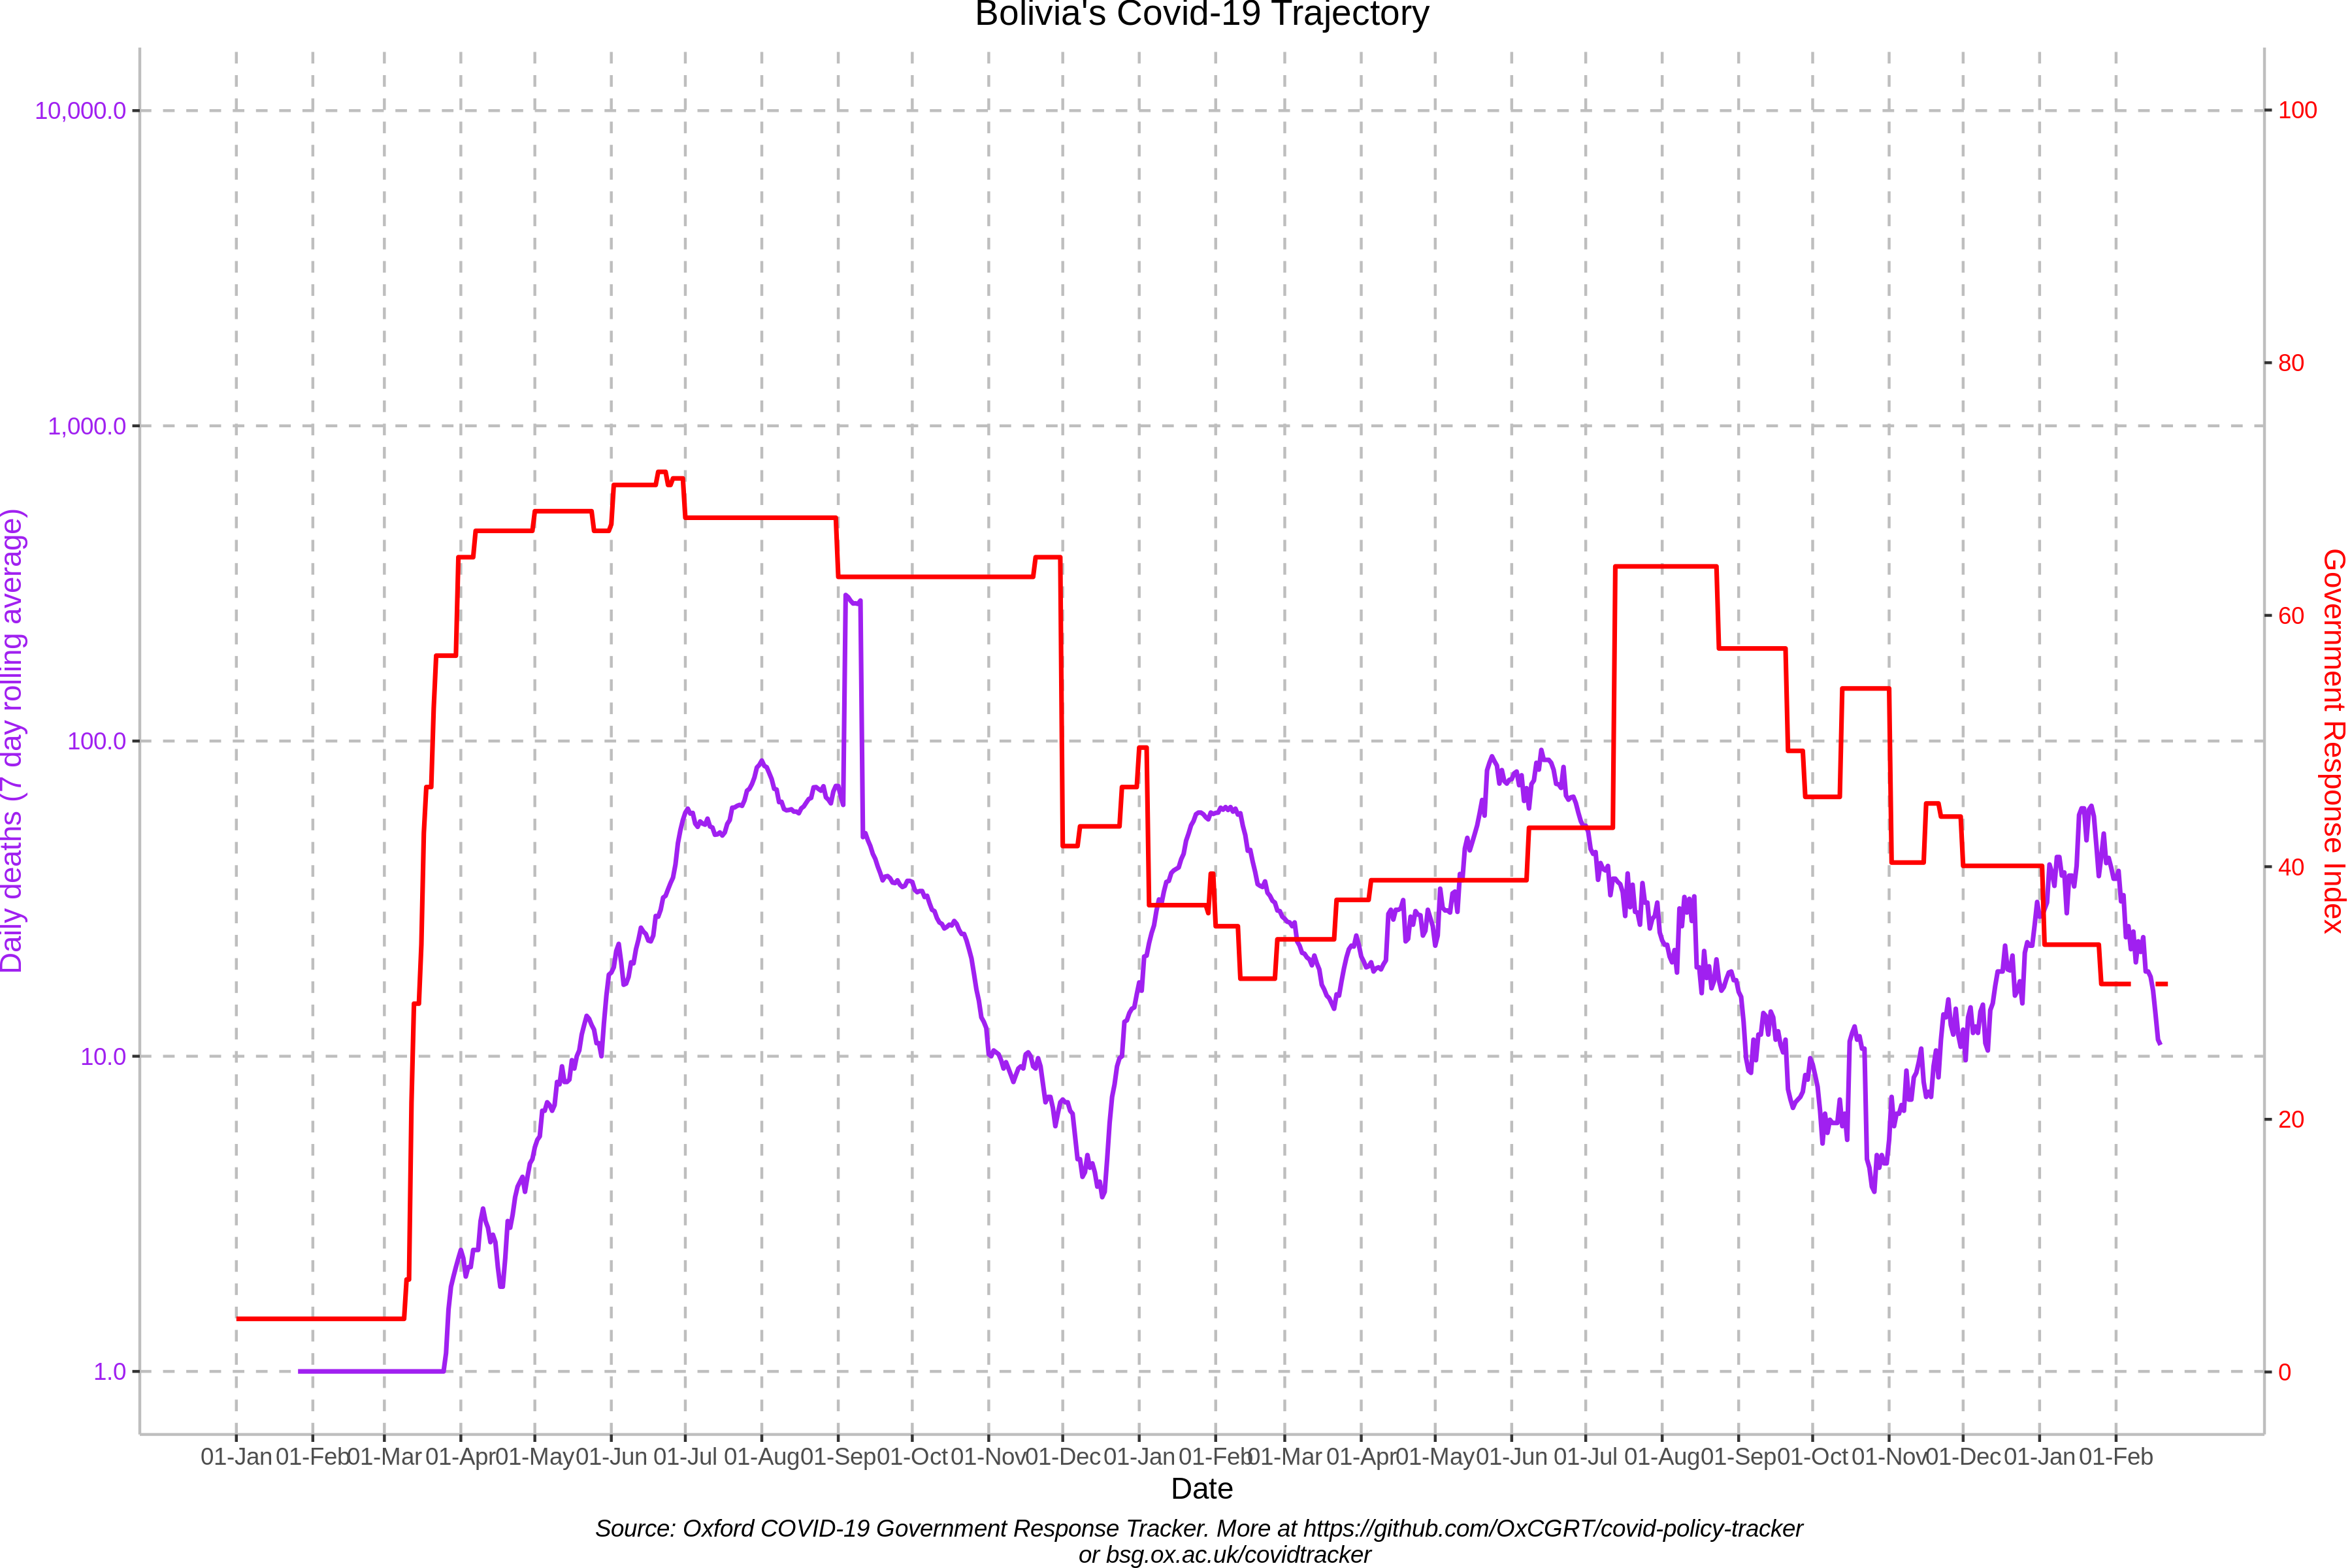 Bolivia's Covid-19 Trajectory
Daily deaths (7 day rolling average)
10,000.0
1,000.0
100.0
10.0
1.0
100
80
60
40
20
0
Government Response Index
01-Jan 01-Feb 01-Mar 01-Apr 01-May 01-Jun 01-Jul 01-Aug 01-Sep 01-Oct 01-Nov 01-Dec 01-Jan 01-Feb 01-Mar 01-Apr 01-May 01-Jun 01-Jul 01-Aug 01-Sep 01-Oct 01-Nov 01-Dec 01-Jan 01-Feb
Date
Source: Oxford COVID-19 Government Response Tracker. More at https://github.com/OxCGRT/covid-policy-tracker
or bsg.ox.ac.uk/covidtracker